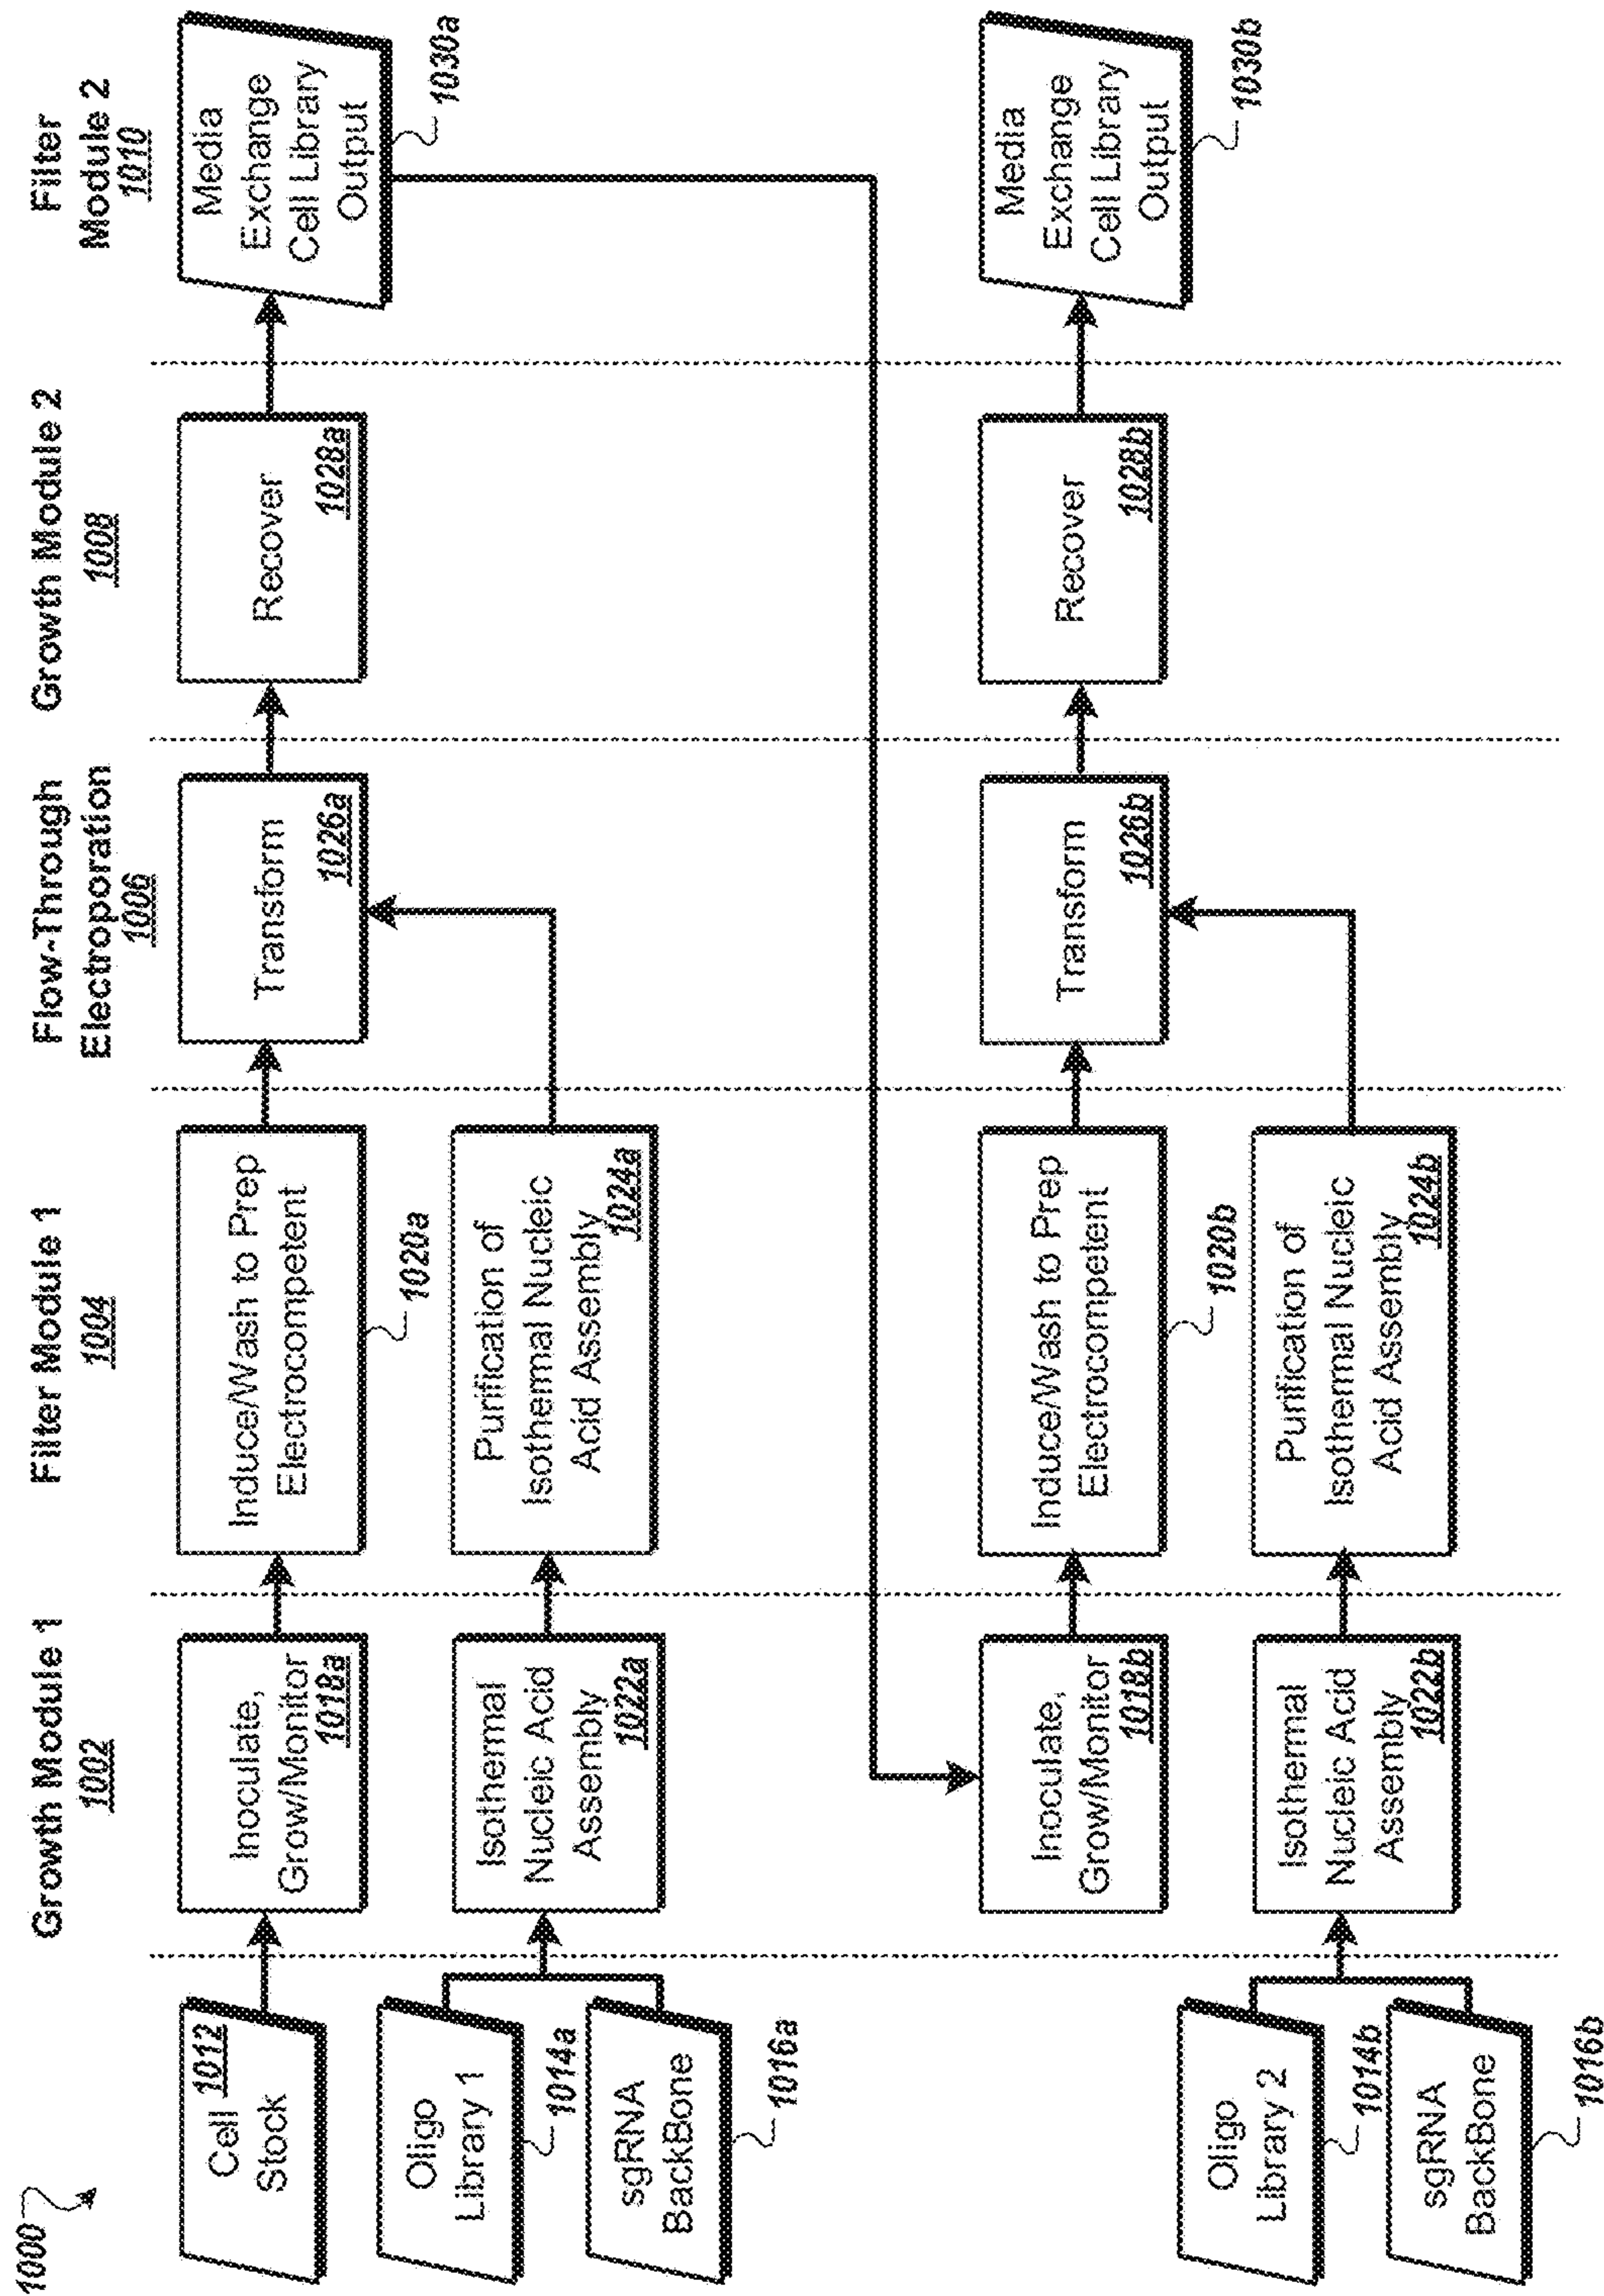 1000
Growth Module 1
1002
Filter Module 1
1004
Flow-Through
Electroporation
1006
Growth Module 2
1008
Filter
Module 2
1010
Cell
Stock
1012
Inoculate,
Grow/Monitor
1018a
Induce/Wash to Prep
Electrocompetent
1020a
Transform
1026a
Recover
1028a
Media
Exchange
Cell Library
Output
1030a
Oligo
Library 1
1014a
sgRNA
BackBone
1016a
Isothermal
Nucleic Acid
Assembly
1022a
Purification of
Isothermal Nucleic
Acid Assembly
1024a
Inoculate,
Grow/Monitor
1018b
Induce/Wash to Prep
Electrocompetent
1020b
Transform
1026b
Recover
1028b
Media
Exchange
Cell Library
Output
1030b
Oligo
Library 2
1014b
sgRNA
BackBone
1016b
Isothermal
Nucleic Acid
Assembly
1022b
Purification of
Isothermal Nucleic
Acid Assembly
1024b